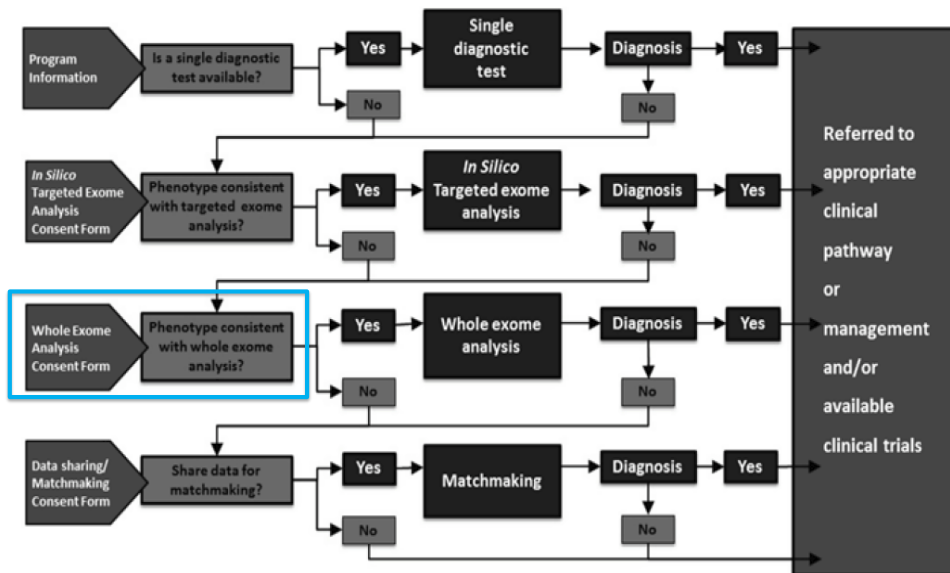 Program
Information
Is a single diagnostic
test available?
Yes
Single
diagnostic
test
Diagnosis
Yes
No
No
In Silico
Targeted Exome
Analysis
Consent Form
Phenotype consistent
with targeted exome
analysis?
Yes
In Silico
Targeted exome
analysis
Diagnosis
Yes
No
No
Whole Exome
Analysis
Consent Form
Phenotype consistent
with whole exome
analysis?
Yes
Whole exome
analysis
Diagnosis
Yes
No
No
Data sharing/
Matchmaking
Consent Form
Share data for
matchmaking?
Yes
Matchmaking
Diagnosis
Yes
No
No
Referred to
appropriate
clinical
pathway
or
management
and/or
available
clinical trials